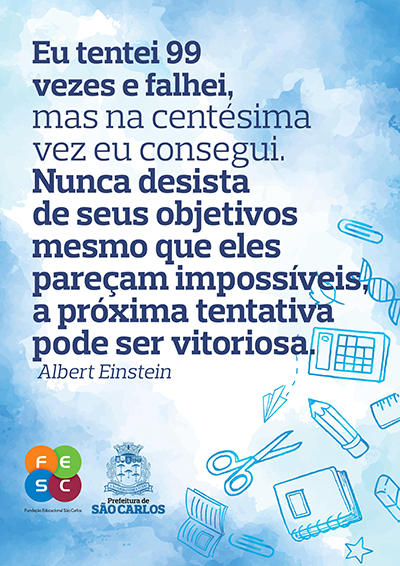 Eu tentei 99
vezes e falhei,
mas na centésima
vez eu consegui.
Nunca desista
de seus objetivos
mesmo que eles
pareçam impossíveis,
a próxima tentativa
pode ser vitoriosa.
Albert Einstein
F E
S C
Fundação Educacional São Carlos
Prefeitura de
SÃO CARLOS